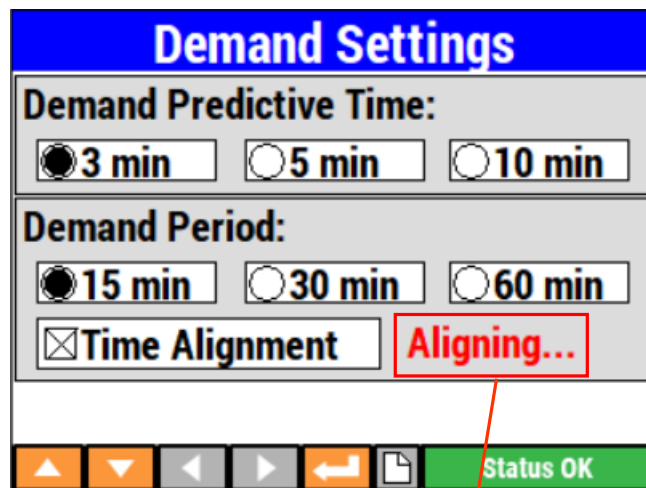 Demand Settings
Demand Predictive Time:
3 min 5 min 10 min
Demand Period:
15 min 30 min 60 min
Time Alignment Aligning...
Status OK